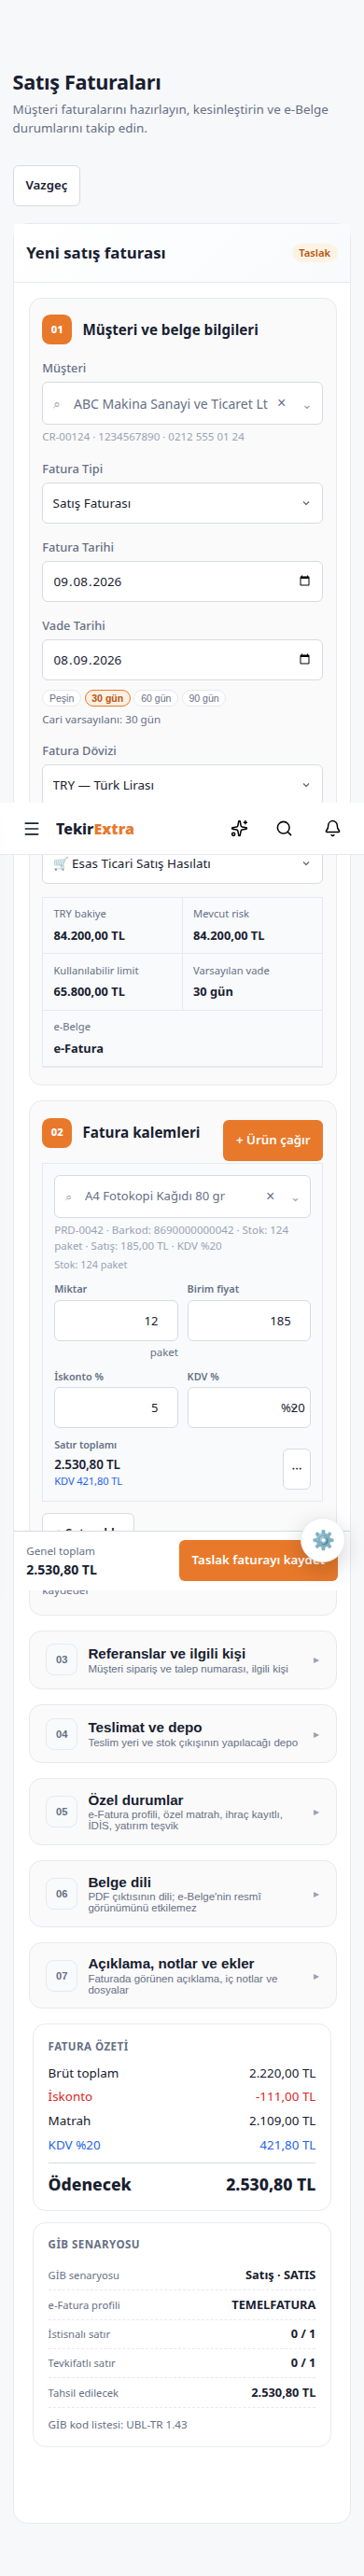 Satış Faturaları
Müşteri faturalarını hazırlayın, kesinleştirin ve e-Belge
durumlarını takip edin.
Vazgeç
Yeni satış faturası
Taslak
01
Müşteri ve belge bilgileri
Müşteri
ABC Makina Sanayi ve Ticaret Lt
CR-00124 · 1234567890 · 0212 555 01 24
Fatura Tipi
Satış Faturası
Fatura Tarihi
09.08.2026
Vade Tarihi
08.09.2026
Peşin 30 gün 60 gün 90 gün
Cari varsayılanı: 30 gün
Fatura Dövizi
TRY — Türk Lirası
TekirExtra
🛒 Esas Ticari Satış Hasılatı
TRY bakiye
84.200,00 TL
Mevcut risk
84.200,00 TL
Kullanılabilir limit
65.800,00 TL
Varsayılan vade
30 gün
e-Belge
e-Fatura
02
Fatura kalemleri
+ Ürün çağır
A4 Fotokopi Kağıdı 80 gr
PRD-0042 · Barkod: 8690000000042 · Stok: 124
paket · Satış: 185,00 TL · KDV %20
Stok: 124 paket
Miktar
12
paket
Birim fiyat
185
İskonto %
5
KDV %
%20
Satır toplamı
2.530,80 TL
KDV 421,80 TL
...
Genel toplam
2.530,80 TL
Taslak faturayı kaydet
kaydeder
03
Referanslar ve ilgili kişi
Müşteri sipariş ve talep numarası, ilgili kişi
04
Teslimat ve depo
Teslim yeri ve stok çıkışının yapılacağı depo
05
Özel durumlar
e-Fatura profili, özel matrah, ihraç kayıtlı,
İDİS, yatırım teşvik
06
Belge dili
PDF çıktısının dili; e-Belge'nin resmî
görünümünü etkilemez
07
Açıklama, notlar ve ekler
Faturada görünen açıklama, iç notlar ve
dosyalar
FATURA ÖZETİ
Brüt toplam 2.220,00 TL
İskonto -111,00 TL
Matrah 2.109,00 TL
KDV %20 421,80 TL
Ödenecek 2.530,80 TL
GİB SENARYOSU
GİB senaryosu Satış · SATIS
e-Fatura profili TEMELFATURA
İstisnalı satır 0 / 1
Tevkifatlı satır 0 / 1
Tahsil edilecek 2.530,80 TL
GİB kod listesi: UBL-TR 1.43